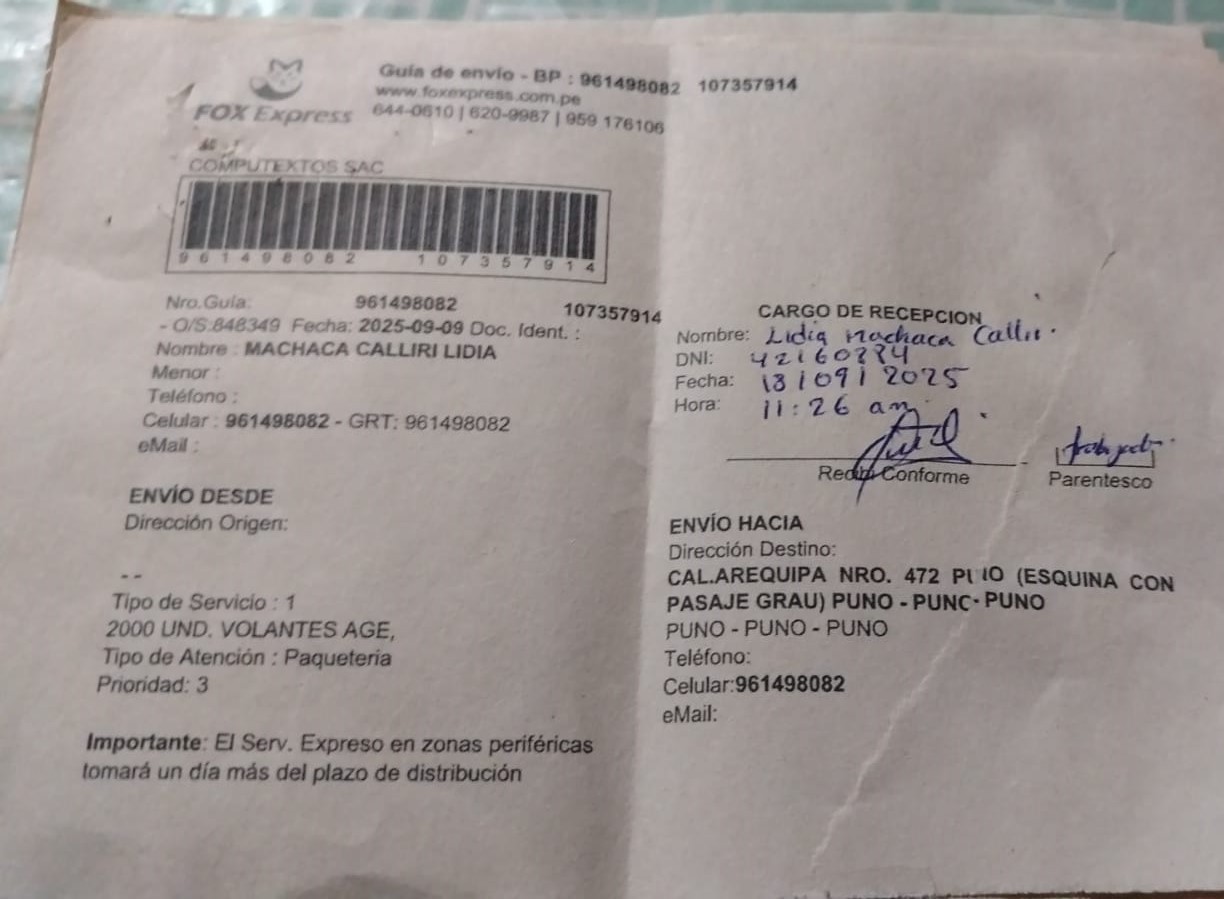 Guía de envío - BP : 961498082 107357914
www.foxexpress.com.pe
644-0610 | 620-9987 | 959 176106
FOX Express
COMPUTEXTOS SAC
961498082 107357914
Nro.Guía: 961498082 107357914
- O/S:848349 Fecha: 2025-09-09 Doc. Ident. :
Nombre : MACHACA CALLIRI LIDIA
Menor :
Teléfono :
Celular : 961498082 - GRT: 961498082
eMail :
ENVÍO DESDE
Dirección Origen:
--
Tipo de Servicio : 1
2000 UND. VOLANTES AGE,
Tipo de Atención : Paqueteria
Prioridad: 3
Importante: El Serv. Expreso en zonas periféricas
tomará un día más del plazo de distribución
CARGO DE RECEPCION
Nombre: Lidia Machaca
DNI:
Fecha: /09/2025
Hora: 11:26 am
Recibi Conforme
Parentesco
ENVÍO HACIA
Dirección Destino:
CAL.AREQUIPA NRO. 472 (ESQUINA CON
PASAJE GRAU) PUNO - PUNO
PUNO - PUNO - PUNO
Teléfono:
Celular:961498082
eMail: